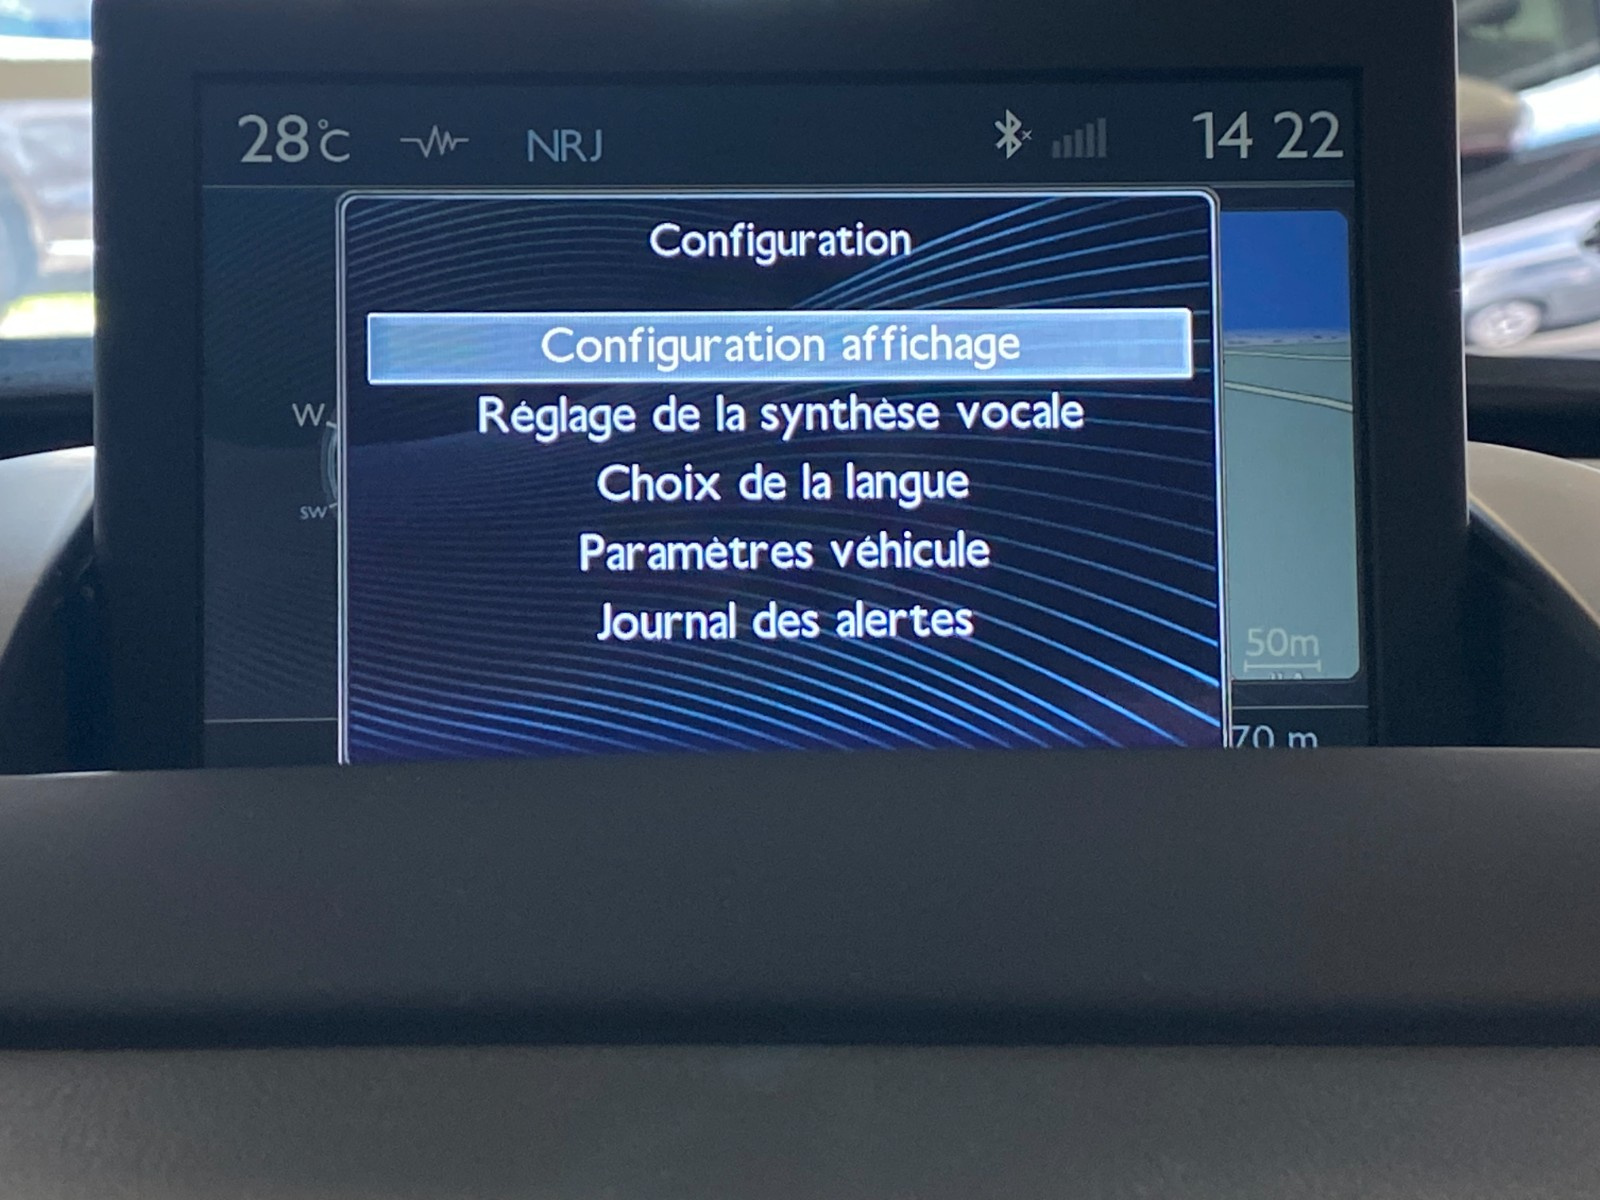 28°C NRJ 14 22
Configuration
Configuration affichage
Réglage de la synthèse vocale
W
Choix de la langue
SW
Paramètres véhicule
Journal des alertes
50m
70 m